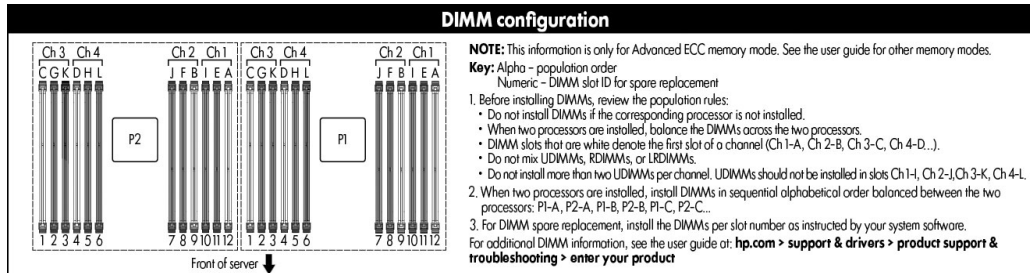 DIMM configuration
Ch 3 Ch 4 Ch 2 Ch 1 Ch 3 Ch 4 Ch 2 Ch 1
C G K D H L J F B I E A C G K D H L J F B I E A
P2 P1
1 2 3 4 5 6 7 8 9 10 11 12 1 2 3 4 5 6 7 8 9 10 11 12
Front of server
NOTE: This information is only for Advanced ECC memory mode. See the user guide for other memory modes.
Key: Alpha – population order
Numeric – DIMM slot ID for spare replacement
1. Before installing DIMMs, review the population rules:
• Do not install DIMMs if the corresponding processor is not installed.
• When two processors are installed, balance the DIMMs across the two processors.
• DIMM slots that are white denote the first slot of a channel (Ch 1-A, Ch 2-B, Ch 3-C, Ch 4-D...).
• Do not mix UDIMMs, RDIMMs, or LRDIMMs.
• Do not install more than two UDIMMs per channel. UDIMMs should not be installed in slots Ch 1-I, Ch 2-J,Ch 3-K, Ch 4-L.
2. When two processors are installed, install DIMMs in sequential alphabetical order balanced between the two
processors: P1-A, P2-A, P1-B, P2-B, P1-C, P2-C...
3. For DIMM spare replacement, install the DIMMs per slot number as instructed by your system software.
For additional DIMM information, see the user guide at: hp.com > support & drivers > product support &
troubleshooting > enter your product